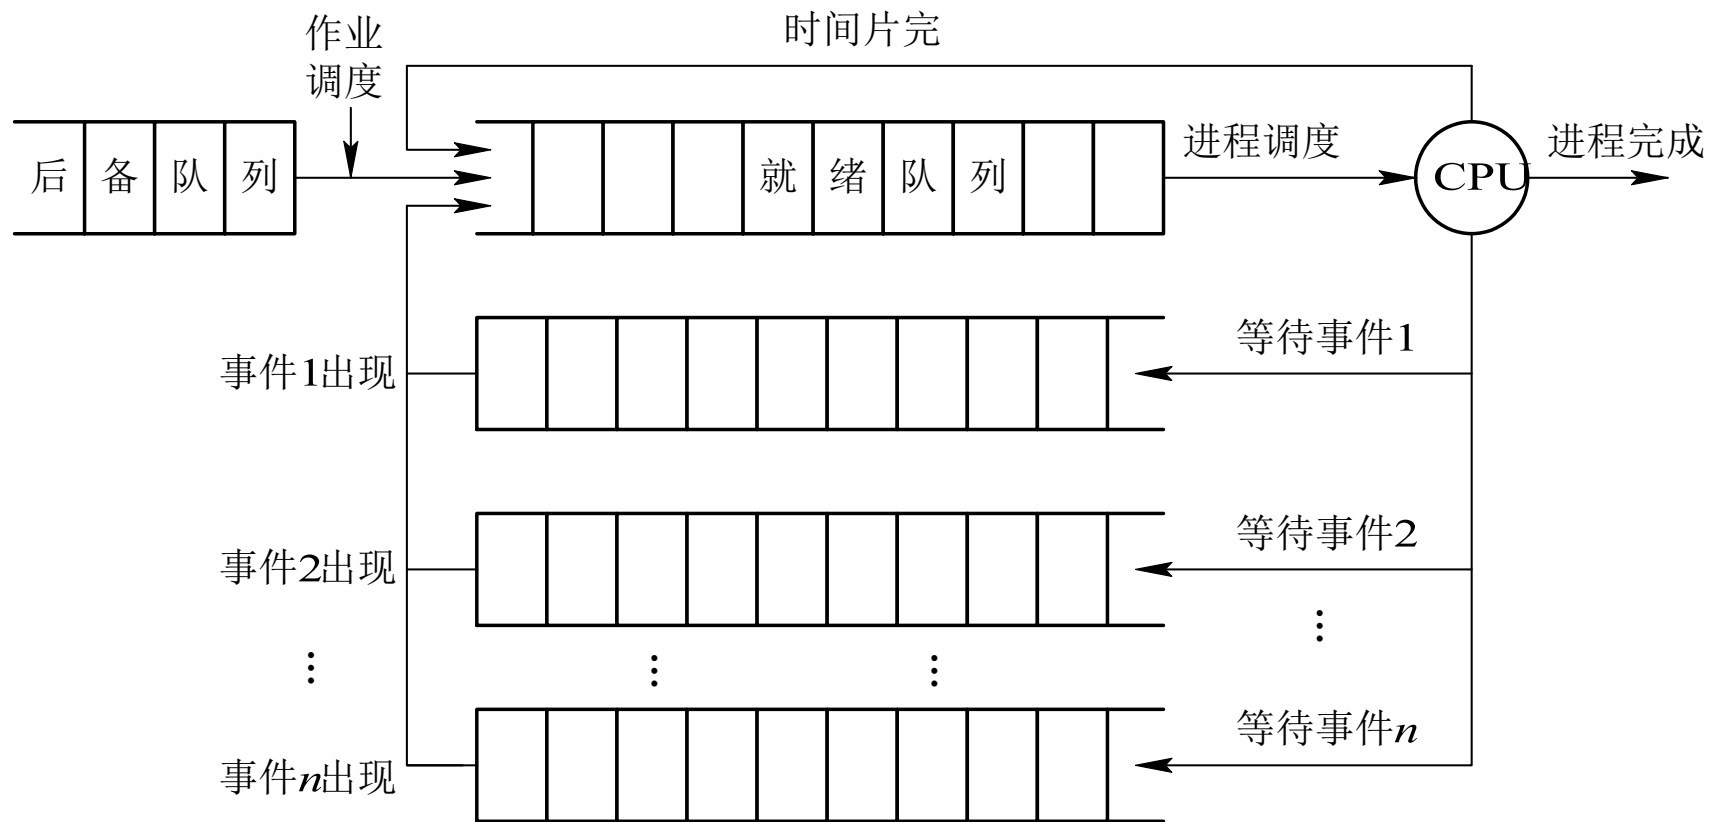 作业
调度
时间片完
后备队列
就绪队列
进程调度
CPU
进程完成
等待事件1
事件1出现
等待事件2
事件2出现
⋮
⋮
⋮
⋮
等待事件n
事件n出现